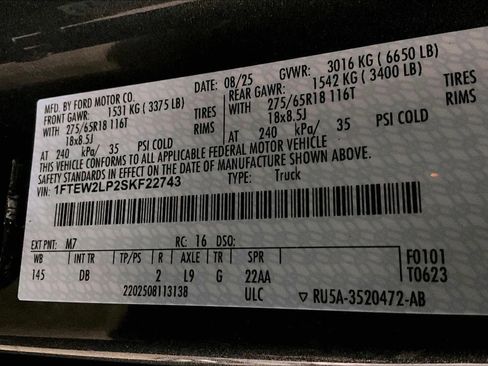 MFD. BY FORD MOTOR CO. DATE: 08/25 GVWR: 3016 KG ( 6650 LB)
FRONT GAWR: 1531 KG ( 3375 LB) REAR GAWR: 1542 KG ( 3400 LB)
WITH 275/65R18 116T TIRES WITH 275/65R18 116T TIRES
18x8.5J RIMS 18x8.5J RIMS
AT 240 kPa/ 35 PSI COLD AT 240 kPa/ 35 PSI COLD
THIS VEHICLE CONFORMS TO ALL APPLICABLE FEDERAL MOTOR VEHICLE
SAFETY STANDARDS IN EFFECT ON THE DATE OF MANUFACTURE SHOWN ABOVE.
VIN: 1FTEW2LP2SKF22743 TYPE: Truck
EXT PNT: M7 RC: 16 DSO:
WB INT TR TP/PS R AXLE TR SPR F0101
145 DB 2 L9 G 22AA T0623
2202508113138 ULC ▽ RU5A-3520472-AB